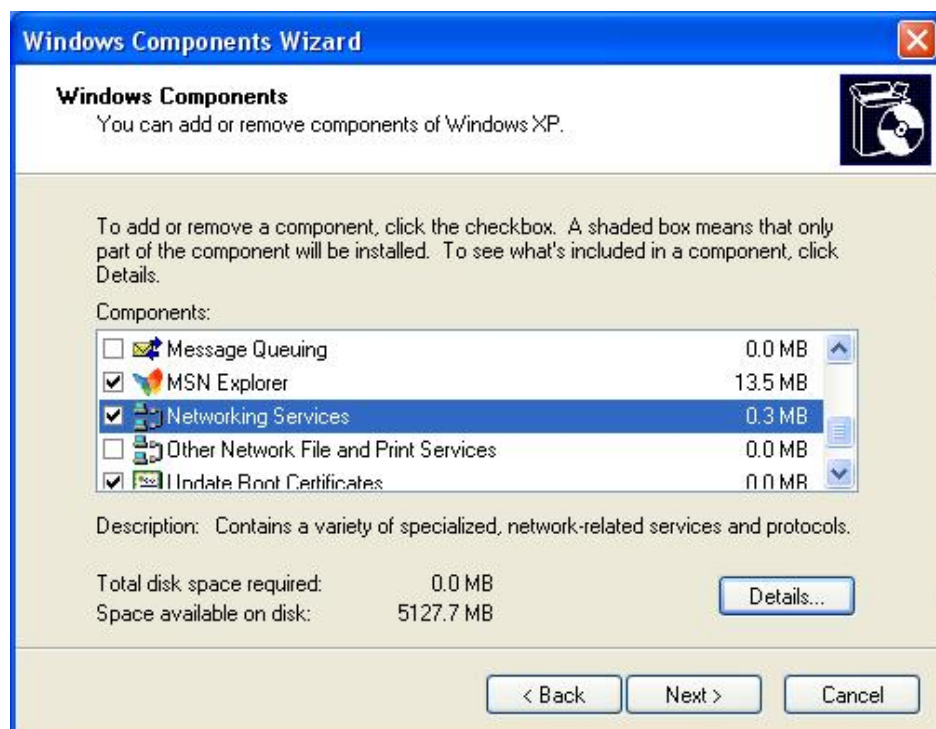 Windows Components Wizard
Windows Components
You can add or remove components of Windows XP.
To add or remove a component, click the checkbox. A shaded box means that only
part of the component will be installed. To see what's included in a component, click
Details.
Components:
Message Queuing 0.0 MB
MSN Explorer 13.5 MB
Networking Services 0.3 MB
Other Network File and Print Services 0.0 MB
Update Root Certificates 0.0 MB
Description: Contains a variety of specialized, network-related services and protocols.
Total disk space required: 0.0 MB
Space available on disk: 5127.7 MB
Details...
< Back Next > Cancel